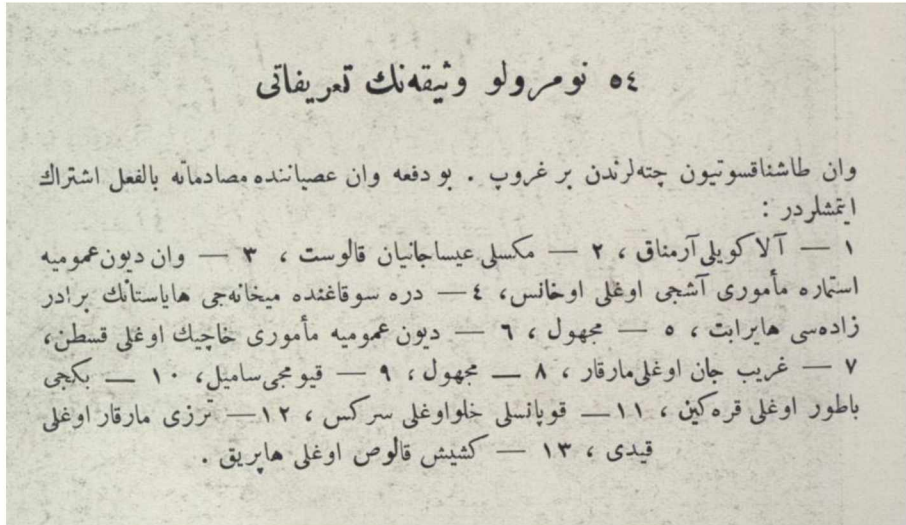 ٥٤ نومرولو وثيقه‌نك تعريفاتى
وان طاشناقسوتيون چته‌لرندن بر غروپ . بو دفعه وان عصياننده مصادماته بالفعل اشتراك
ايتمشلردر :
١ — آلاكويلى آرمناق ، ٢ — مكسلى عيساجانيان قالوست ، ٣ — وان ديون عموميه
استماره مأمورى آشجى اوغلى اوخانس، ٤ — دره سوقاغنده ميخانه‌جى هاياستانك برادر
زاده‌سى هايرابت ، ٥ — مجهول ، ٦ — ديون عموميه مأمورى خاچيك اوغلى قسطن،
٧ — غريب جان اوغلى مارقار ، ٨ — مجهول ، ٩ — قيومجى ساميل، ١٠ — بكجى
باطور اوغلى قره‌كين ، ١١ — قوپانسلى خلواوغلى سركس ، ١٢ — ترزى مارقار اوغلى
قيدى ، ١٣ — كشيش قالوص اوغلى هايريق .